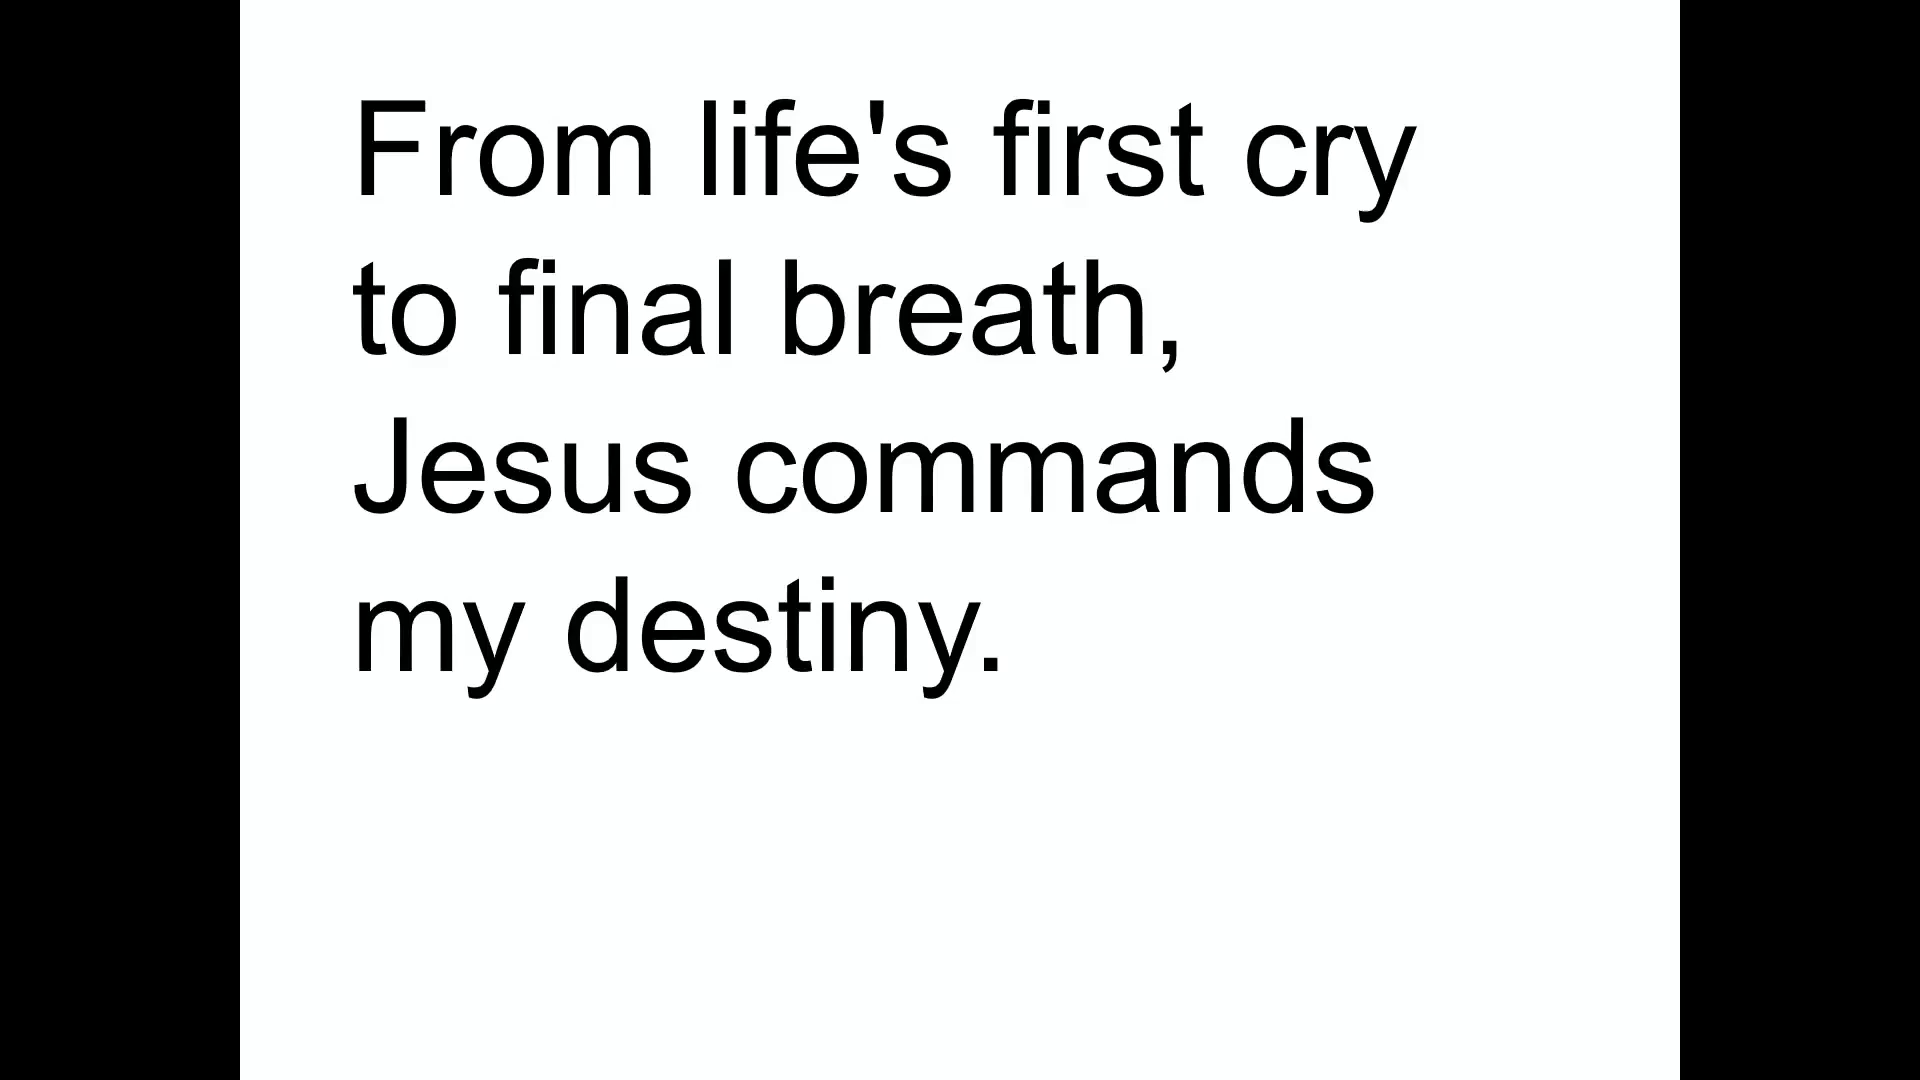 From life's first cry
to final breath,
Jesus commands
my destiny.